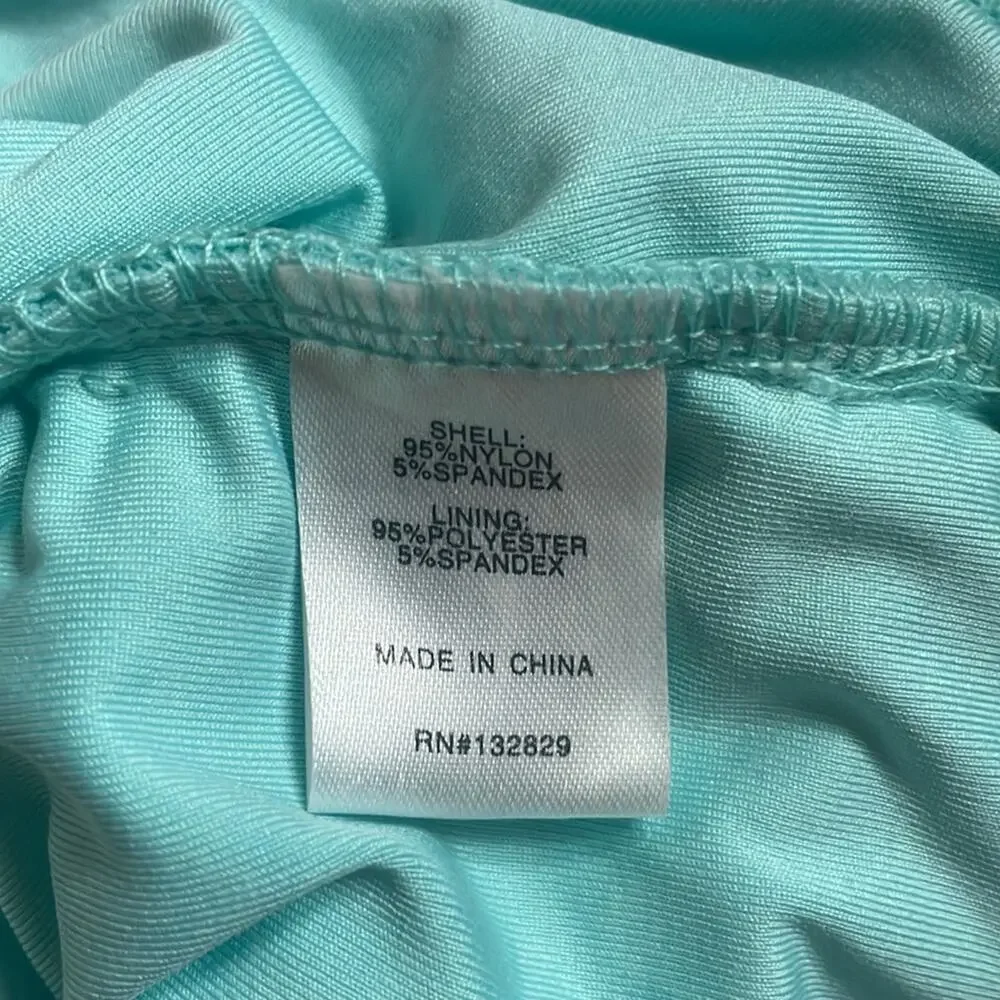 SHELL:
95%NYLON
5%SPANDEX
LINING:
95%POLYESTER
5%SPANDEX
MADE IN CHINA
RN#132829